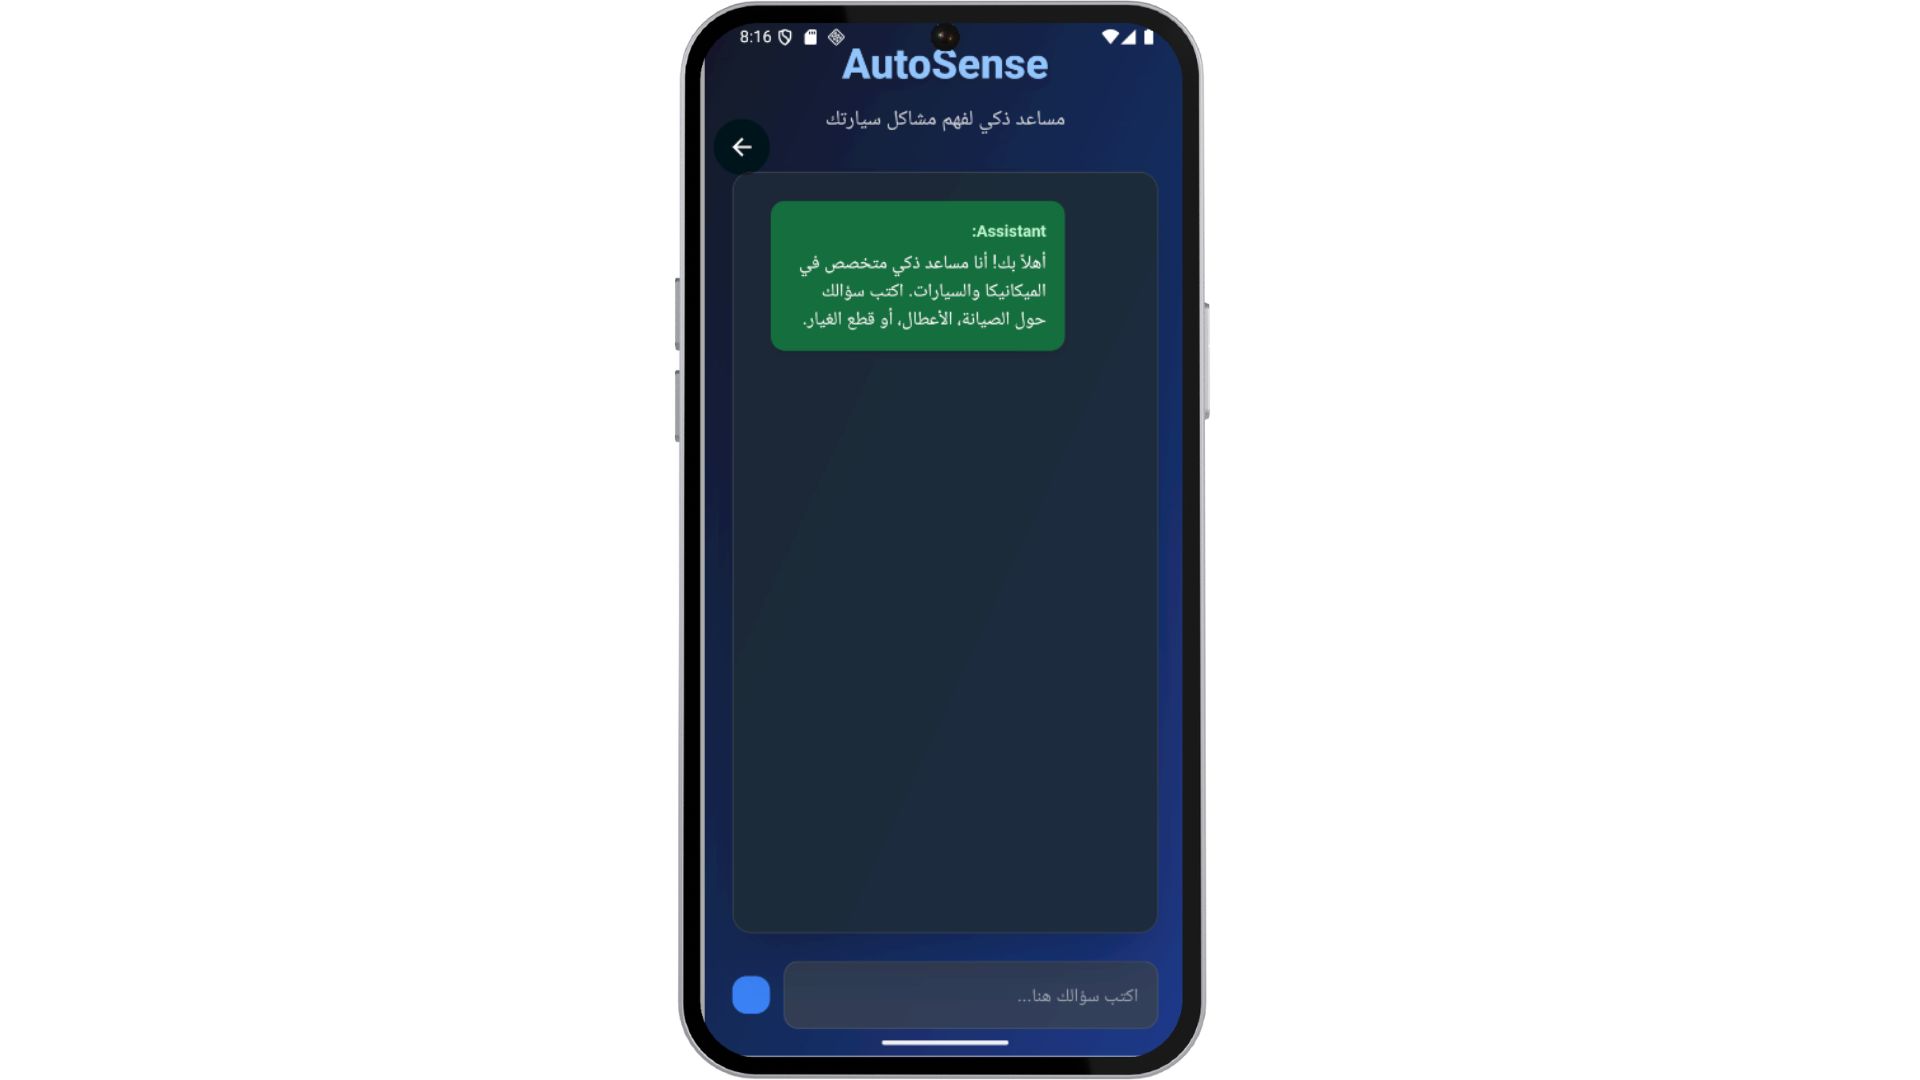 8:16
AutoSense
مساعد ذكي لفهم مشاكل سيارتك
Assistant:
أهلاً بك! أنا مساعد ذكي متخصص في
الميكانيكا والسيارات. اكتب سؤالك
حول الصيانة، الأعطال، أو قطع الغيار.
اكتب سؤالك هنا...